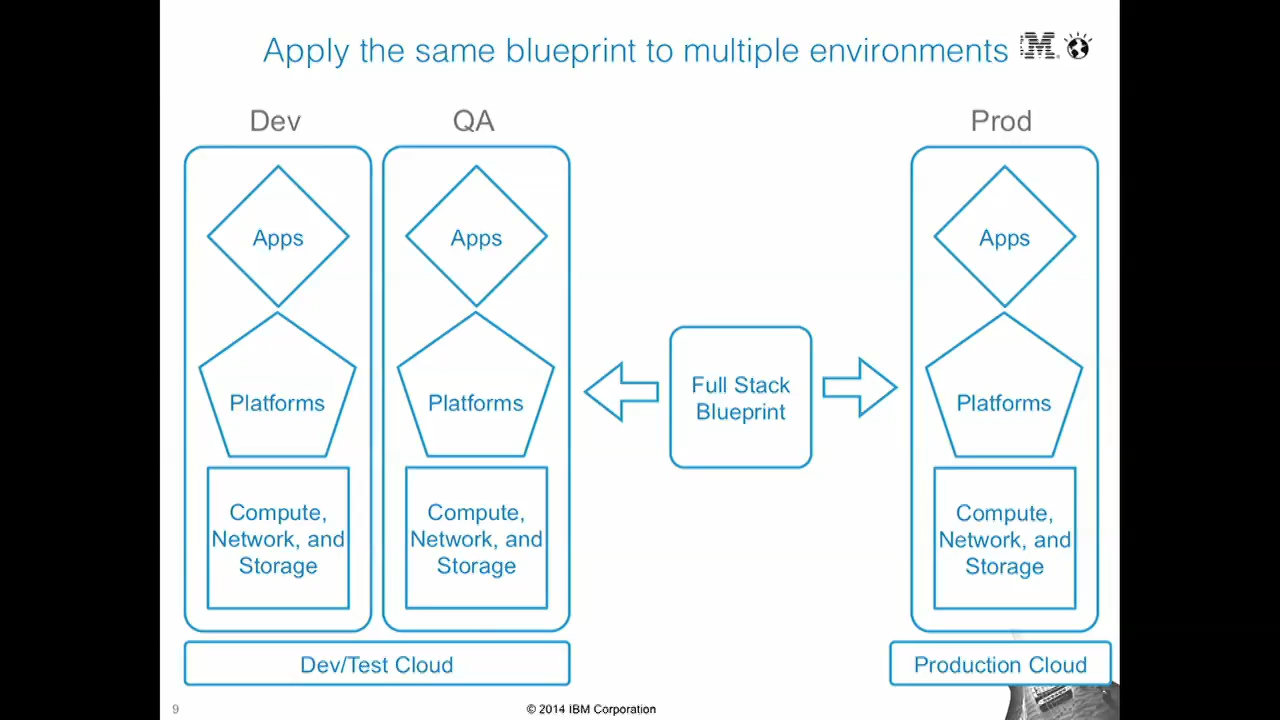 Apply the same blueprint to multiple environments
IBM
Dev
QA
Prod
Apps
Apps
Apps
Platforms
Platforms
Full Stack
Blueprint
Platforms
Compute,
Network, and
Storage
Compute,
Network, and
Storage
Compute,
Network, and
Storage
Dev/Test Cloud
Production Cloud
9
© 2014 IBM Corporation